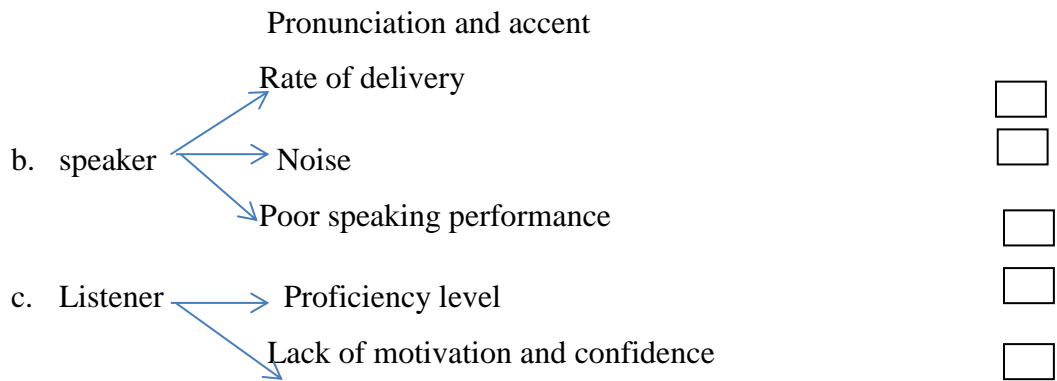 Pronunciation and accent
Rate of delivery
b. speaker Noise
Poor speaking performance
c. Listener Proficiency level
Lack of motivation and confidence